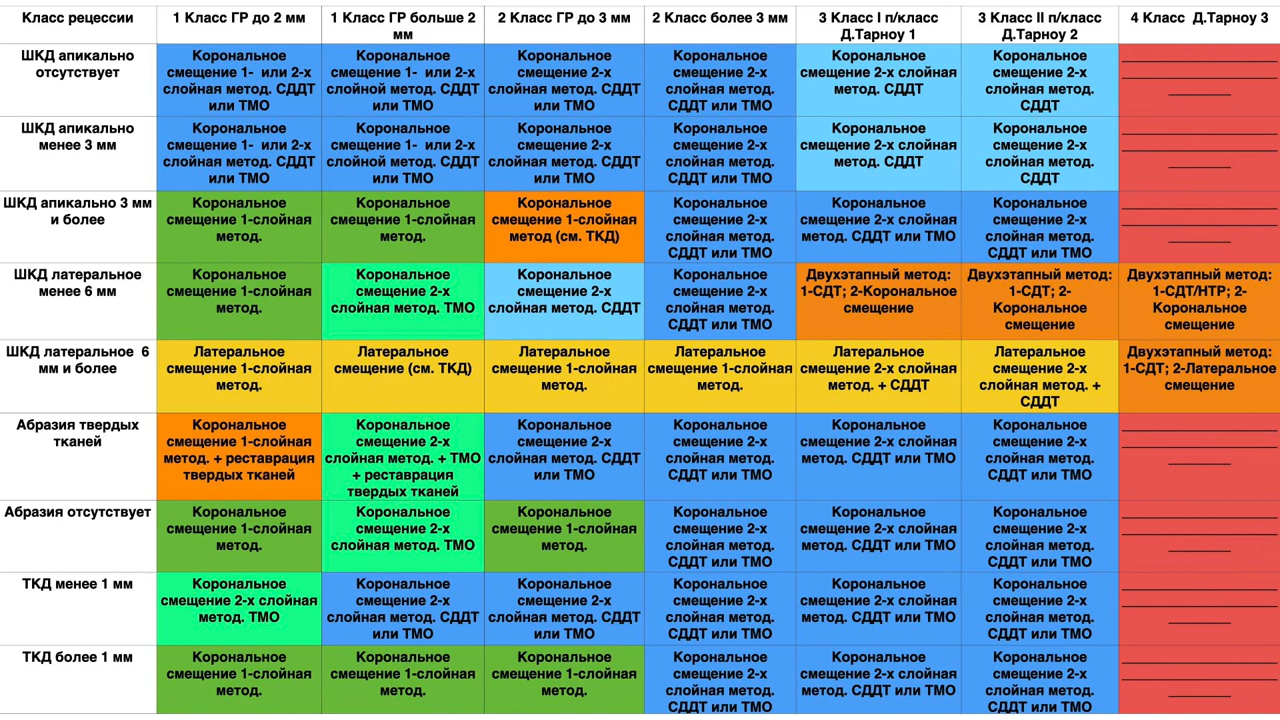 Класс рецессии
1 Класс ГР до 2 мм
1 Класс ГР больше 2
мм
2 Класс ГР до 3 мм
2 Класс более 3 мм
3 Класс I п/класс
Д.Тарноу 1
3 Класс II п/класс
Д.Тарноу 2
4 Класс Д.Тарноу 3
ШКД апикально
отсутствует
Корональное
смещение 1- или 2-х
слойная метод. СДДТ
или ТМО
Корональное
смещение 1- или 2-х
слойной метод. СДДТ
или ТМО
Корональное
смещение 2-х
слойная метод. СДДТ
или ТМО
Корональное
смещение 2-х
слойная метод.
СДДТ или ТМО
Корональное
смещение 2-х слойная
метод. СДДТ
Корональное
смещение 2-х
слойная метод.
СДДТ
ШКД апикально
менее 3 мм
Корональное
смещение 1- или 2-х
слойная метод. СДДТ
или ТМО
Корональное
смещение 1- или 2-х
слойной метод. СДДТ
или ТМО
Корональное
смещение 2-х
слойная метод. СДДТ
или ТМО
Корональное
смещение 2-х
слойная метод.
СДДТ или ТМО
Корональное
смещение 2-х слойная
метод. СДДТ
Корональное
смещение 2-х
слойная метод.
СДДТ
ШКД апикально 3 мм
и более
Корональное
смещение 1-слойная
метод.
Корональное
смещение 1-слойная
метод.
Корональное
смещение 1-слойная
метод (см. ТКД)
Корональное
смещение 2-х
слойная метод.
СДДТ или ТМО
Корональное
смещение 2-х слойная
метод. СДДТ или ТМО
Корональное
смещение 2-х
слойная метод.
СДДТ или ТМО
ШКД латеральное
менее 6 мм
Корональное
смещение 1-слойная
метод.
Корональное
смещение 2-х
слойная метод. ТМО
Корональное
смещение 2-х
слойная метод. СДДТ
Корональное
смещение 2-х
слойная метод.
СДДТ или ТМО
Двухэтапный метод:
1-СДТ; 2-Корональное
смещение
Двухэтапный метод:
1-СДТ; 2-
Корональное
смещение
Двухэтапный метод:
1-СДТ/НТР; 2-
Корональное
смещение
ШКД латеральное 6
мм и более
Латеральное
смещение 1-слойная
метод.
Латеральное
смещение (см. ТКД)
Латеральное
смещение 1-слойная
метод.
Латеральное
смещение 1-слойная
метод.
Латеральное
смещение 2-х слойная
метод. + СДДТ
Латеральное
смещение 2-х
слойная метод. +
СДДТ
Двухэтапный метод:
1-СДТ; 2-Латеральное
смещение
Абразия твердых
тканей
Корональное
смещение 1-слойная
метод. + реставрация
твердых тканей
Корональное
смещение 2-х
слойная метод. + ТМО
+ реставрация
твердых тканей
Корональное
смещение 2-х
слойная метод. СДДТ
или ТМО
Корональное
смещение 2-х
слойная метод.
СДДТ или ТМО
Корональное
смещение 2-х слойная
метод. СДДТ или ТМО
Корональное
смещение 2-х
слойная метод.
СДДТ или ТМО
Абразия отсутствует
Корональное
смещение 1-слойная
метод.
Корональное
смещение 2-х
слойная метод. ТМО
Корональное
смещение 1-слойная
метод.
Корональное
смещение 2-х
слойная метод.
СДДТ или ТМО
Корональное
смещение 2-х слойная
метод. СДДТ или ТМО
Корональное
смещение 2-х
слойная метод.
СДДТ или ТМО
ТКД менее 1 мм
Корональное
смещение 2-х слойная
метод. ТМО
Корональное
смещение 2-х
слойная метод. СДДТ
или ТМО
Корональное
смещение 2-х
слойная метод. СДДТ
или ТМО
Корональное
смещение 2-х
слойная метод.
СДДТ или ТМО
Корональное
смещение 2-х слойная
метод. СДДТ или ТМО
Корональное
смещение 2-х
слойная метод.
СДДТ или ТМО
ТКД более 1 мм
Корональное
смещение 1-слойная
метод.
Корональное
смещение 1-слойная
метод.
Корональное
смещение 1-слойная
метод.
Корональное
смещение 2-х
слойная метод.
СДДТ или ТМО
Корональное
смещение 2-х слойная
метод. СДДТ или ТМО
Корональное
смещение 2-х
слойная метод.
СДДТ или ТМО